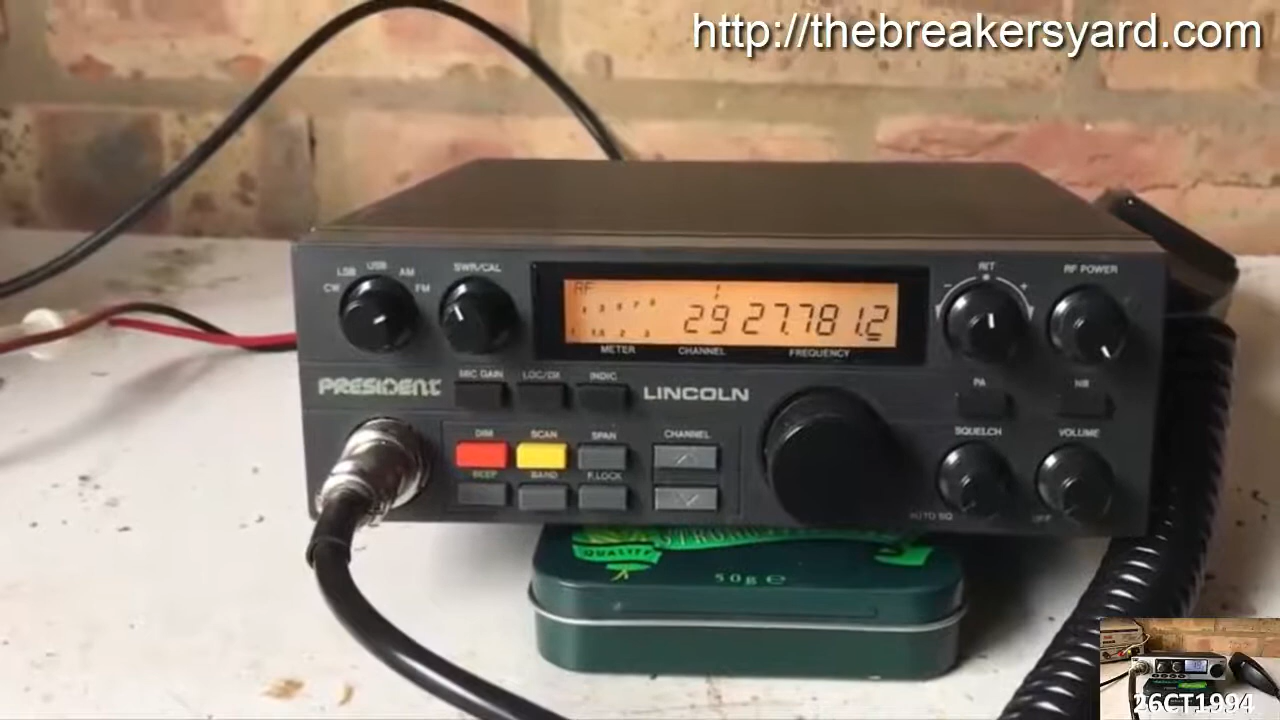 http://thebreakersyard.com
LSB USB AM
CW FM
SWR/CAL
RF
29 27.781.2
METER CHANNEL FREQUENCY
RIT
- +
RF POWER
PRESIDENT
MIC GAIN LOC/DX INDIC
LINCOLN
PA NB
DIM SCAN SPAN
CHANNEL
SQUELCH VOLUME
BEEP BAND F.LOCK
AUTO SQ OFF
QUALITY
50g e
26CT1994